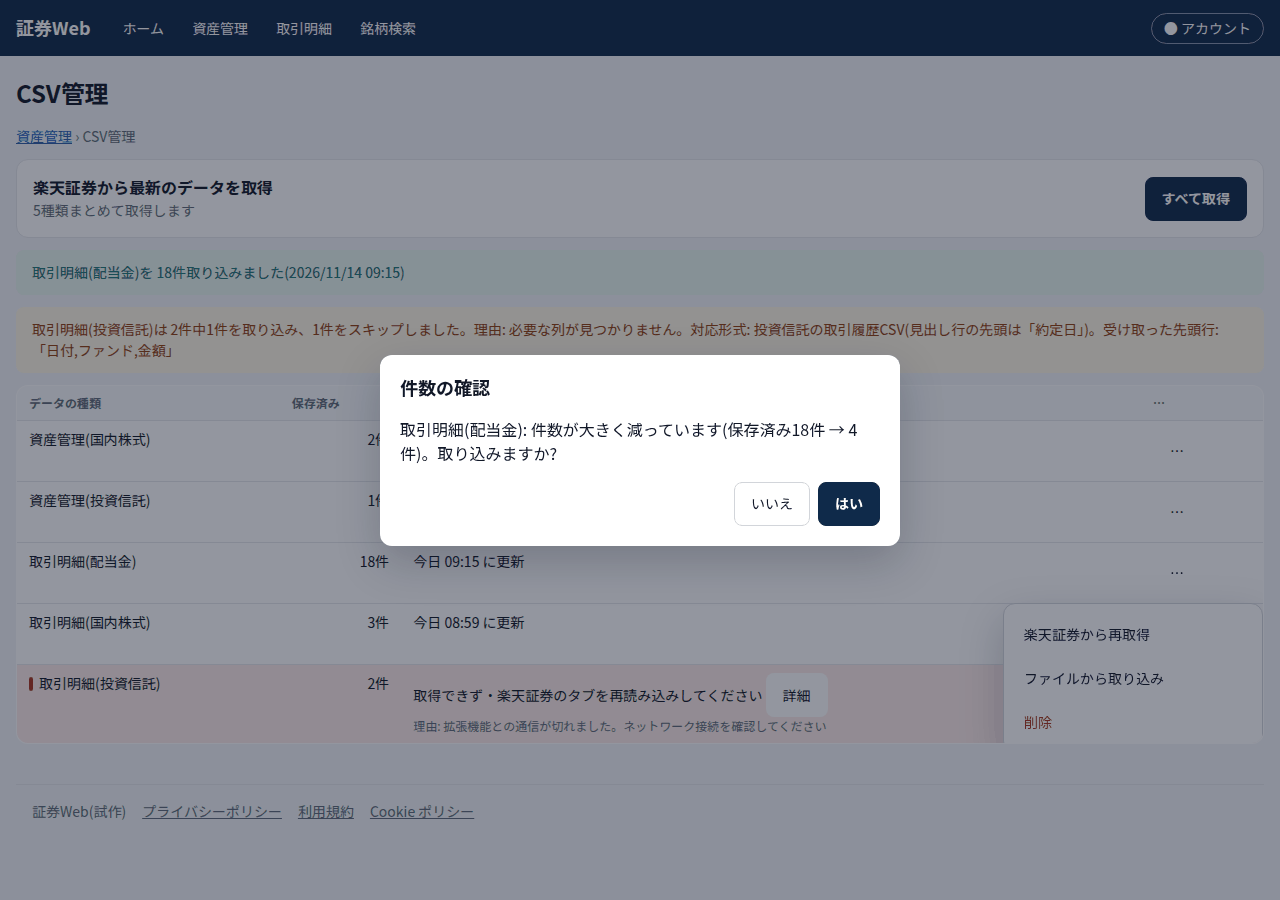 証券Web ホーム 資産管理 取引明細 銘柄検索 アカウント
CSV管理
資産管理 › CSV管理
楽天証券から最新のデータを取得
5種類まとめて取得します
すべて取得
取引明細(配当金)を 18件取り込みました(2026/11/14 09:15)
取引明細(投資信託)は 2件中1件を取り込み、1件をスキップしました。理由: 必要な列が見つかりません。対応形式: 投資信託の取引履歴CSV(見出し行の先頭は「約定日」)。受け取った先頭行:
「日付,ファンド,金額」
件数の確認
取引明細(配当金): 件数が大きく減っています(保存済み18件 → 4
件)。取り込みますか?
いいえ はい
データの種類 保存済み …
資産管理(国内株式) 2 …
資産管理(投資信託) 1 …
取引明細(配当金) 18件 今日 09:15 に更新 …
取引明細(国内株式) 3件 今日 08:59 に更新
楽天証券から再取得
ファイルから取り込み
削除
取引明細(投資信託) 2件 取得できず・楽天証券のタブを再読み込みしてください 詳細
理由: 拡張機能との通信が切れました。ネットワーク接続を確認してください
証券Web(試作) プライバシーポリシー 利用規約 Cookie ポリシー